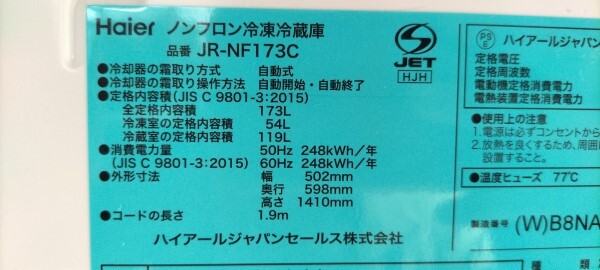 Haier ノンフロン冷凍冷蔵庫
品番 JR-NF173C
●冷却器の霜取り方式 自動式
●冷却器の霜取り操作方法 自動開始・自動終了
●定格内容積(JIS C 9801-3:2015)
全定格内容積 173L
冷凍室の定格内容積 54L
冷蔵室の定格内容積 119L
●消費電力量 50Hz 248kWh/年
(JIS C 9801-3:2015) 60Hz 248kWh/年
●外形寸法 幅 502mm
奥行 598mm
高さ 1410mm
●コードの長さ 1.9m
ハイアールジャパンセールス株式会社
S
JET
HJH
PS
E
ハイアールジャパン
定格電圧
定格周波数
電動機定格消費電力
電熱装置定格消費電力
●使用上の注意
1.電源は必ずコンセントから
2.放熱を良くするため、周囲
設置すること。
●温度ヒューズ 77℃
製造番号 (W)B8NA
種 類